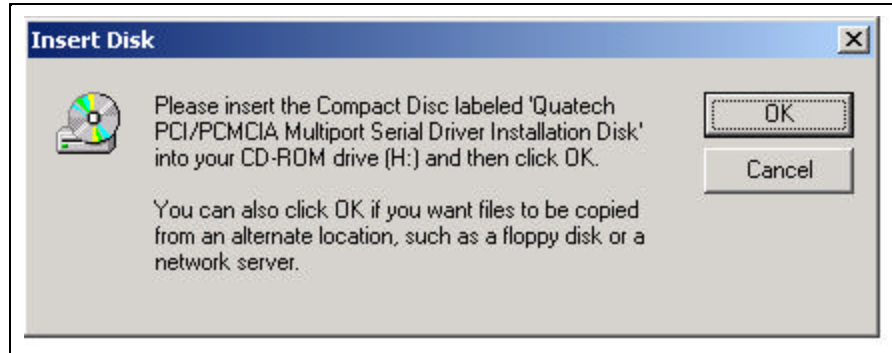 Insert Disk
Please insert the Compact Disc labeled 'Quatech
PCI/PCMCIA Multiport Serial Driver Installation Disk'
into your CD-ROM drive (H:) and then click OK.
You can also click OK if you want files to be copied
from an alternate location, such as a floppy disk or a
network server.
OK
Cancel